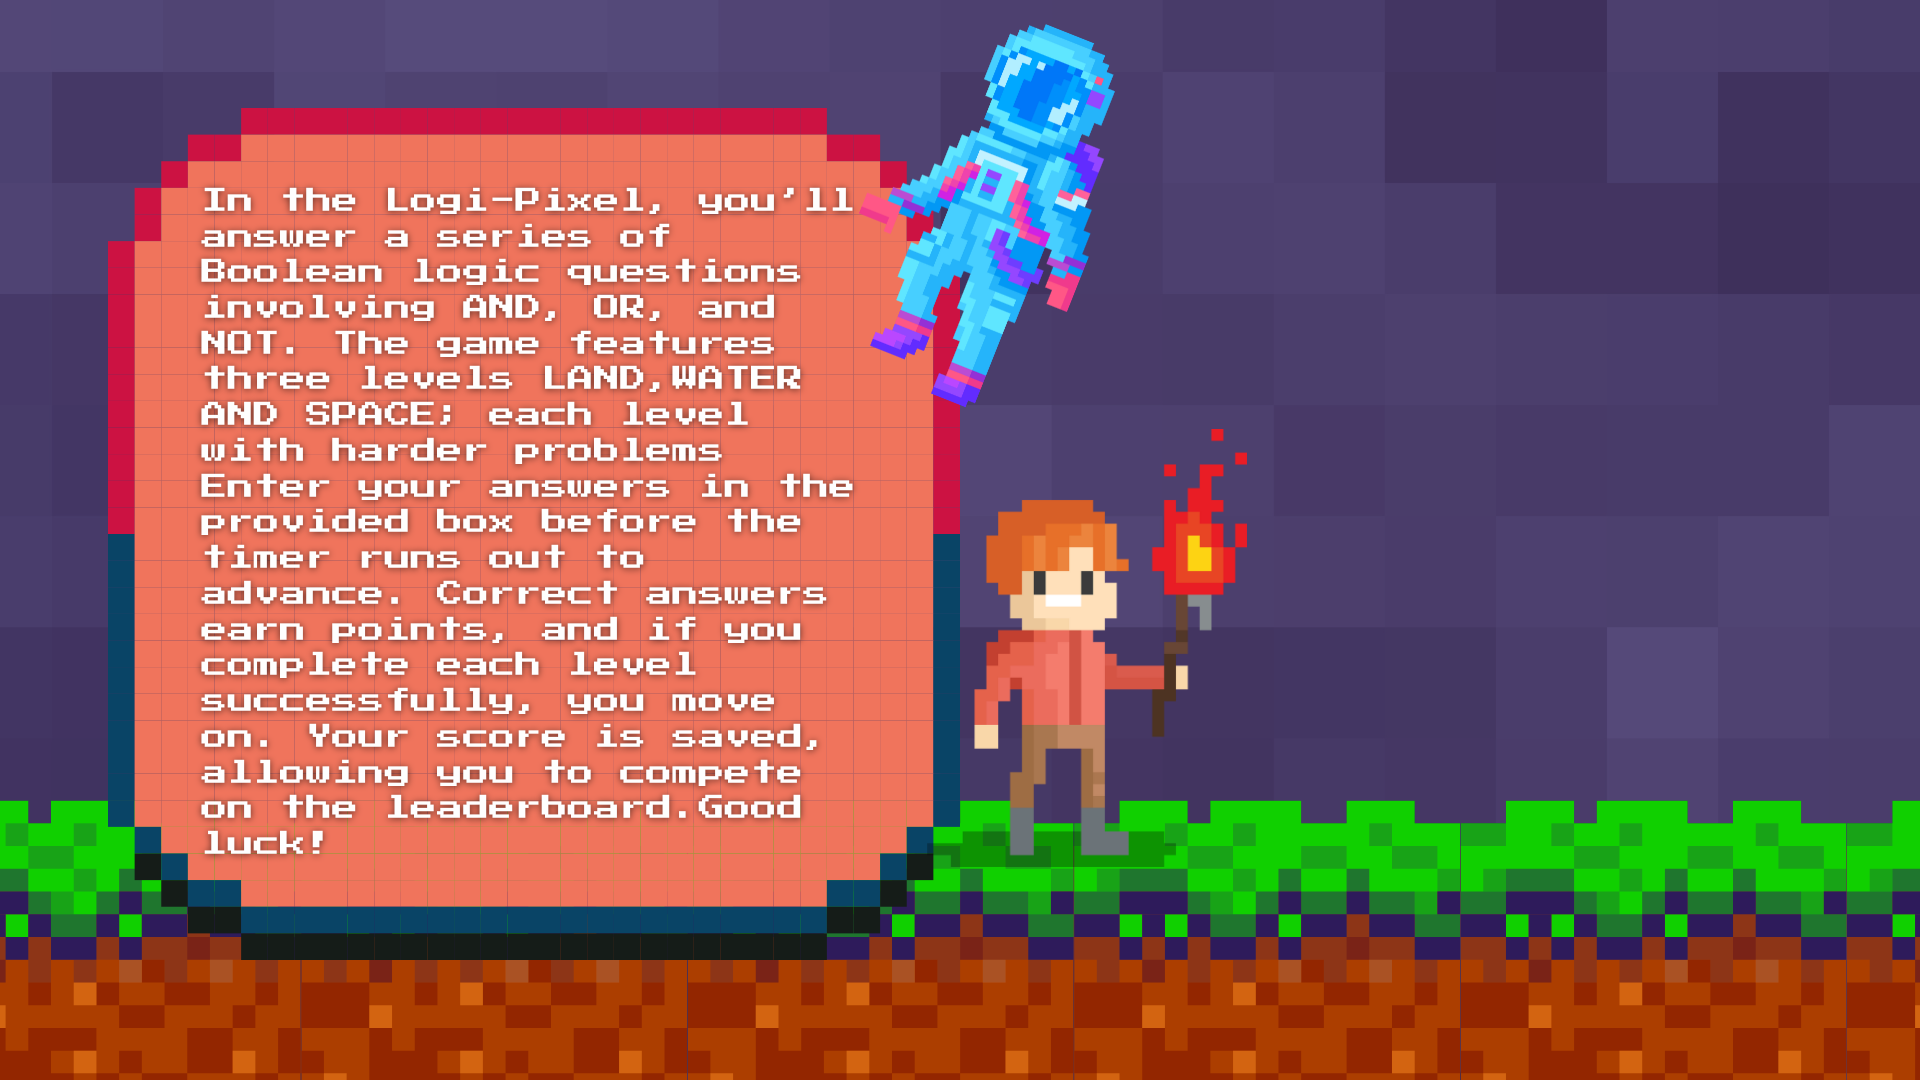 In the Logi-Pixel, you'll
answer a series of
Boolean logic questions
involving AND, OR, and
NOT. The game features
three levels LAND,WATER
AND SPACE; each level
with harder problems
Enter your answers in the
provided box before the
timer runs out to
advance. Correct answers
earn points, and if you
complete each level
successfully, you move
on. Your score is saved,
allowing you to compete
on the leaderboard.Good
luck!